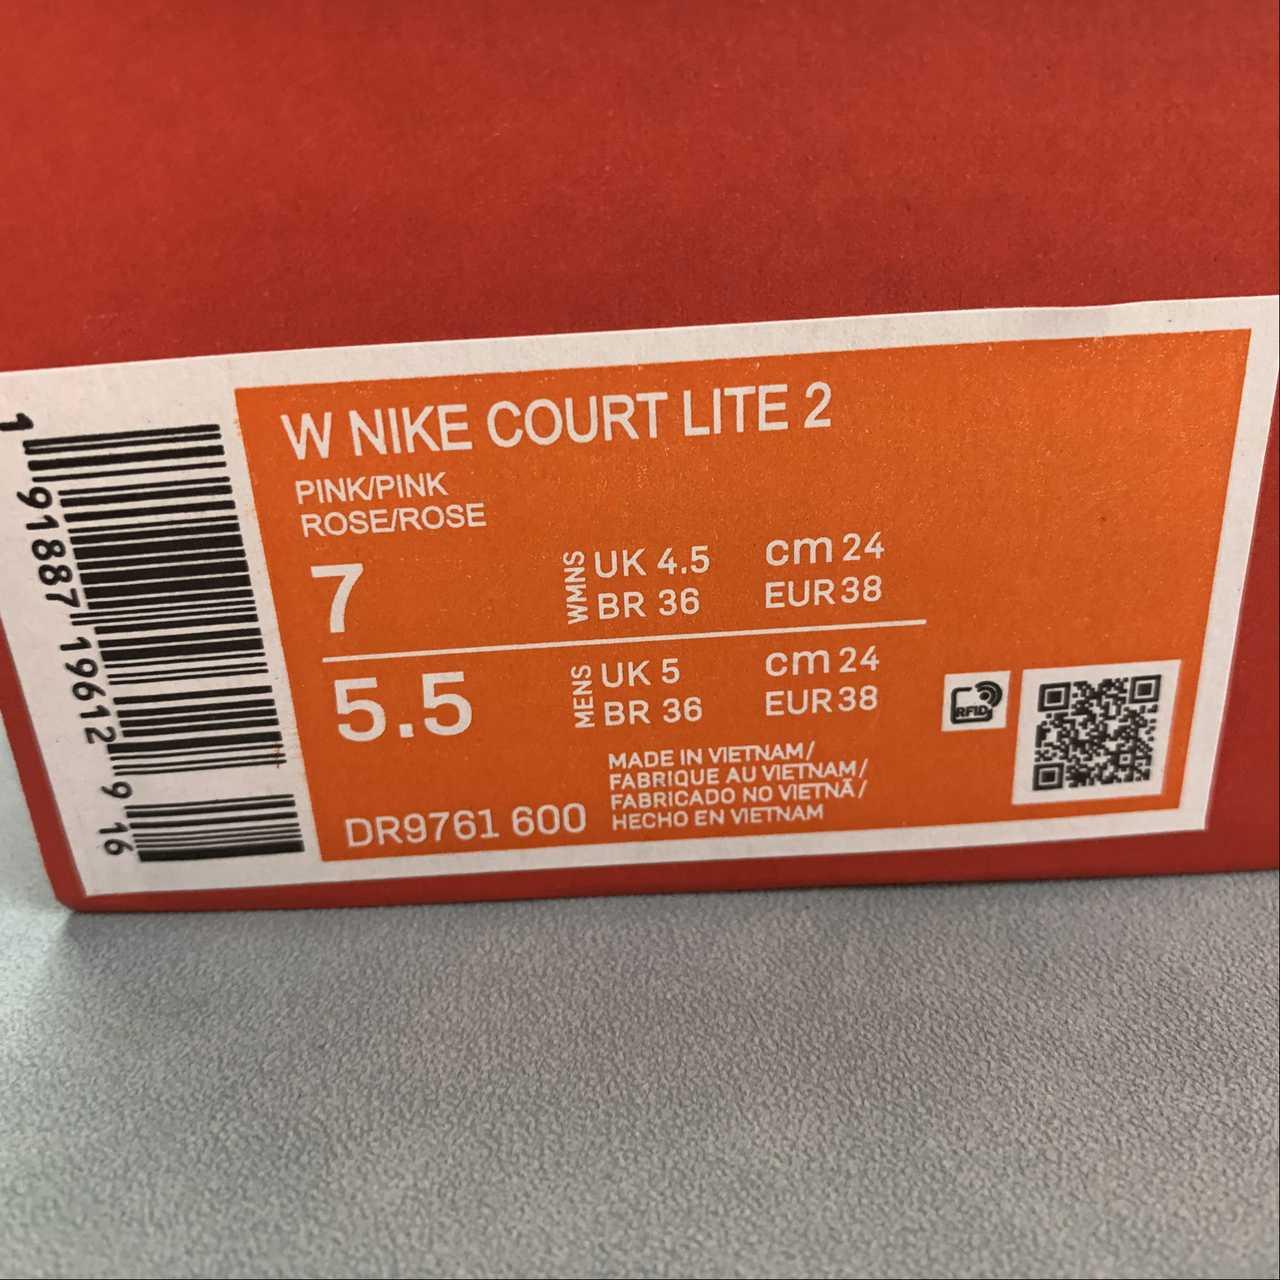 W NIKE COURT LITE 2
PINK/PINK
ROSE/ROSE
7
WMNS
UK 4.5
cm 24
BR 36
EUR 38
5.5
MENS
UK 5
cm 24
BR 36
EUR 38
RFID
MADE IN VIETNAM/
FABRIQUE AU VIETNAM/
FABRICADO NO VIETNÃ/
HECHO EN VIETNAM
DR9761 600
1 91887 19612 9 16